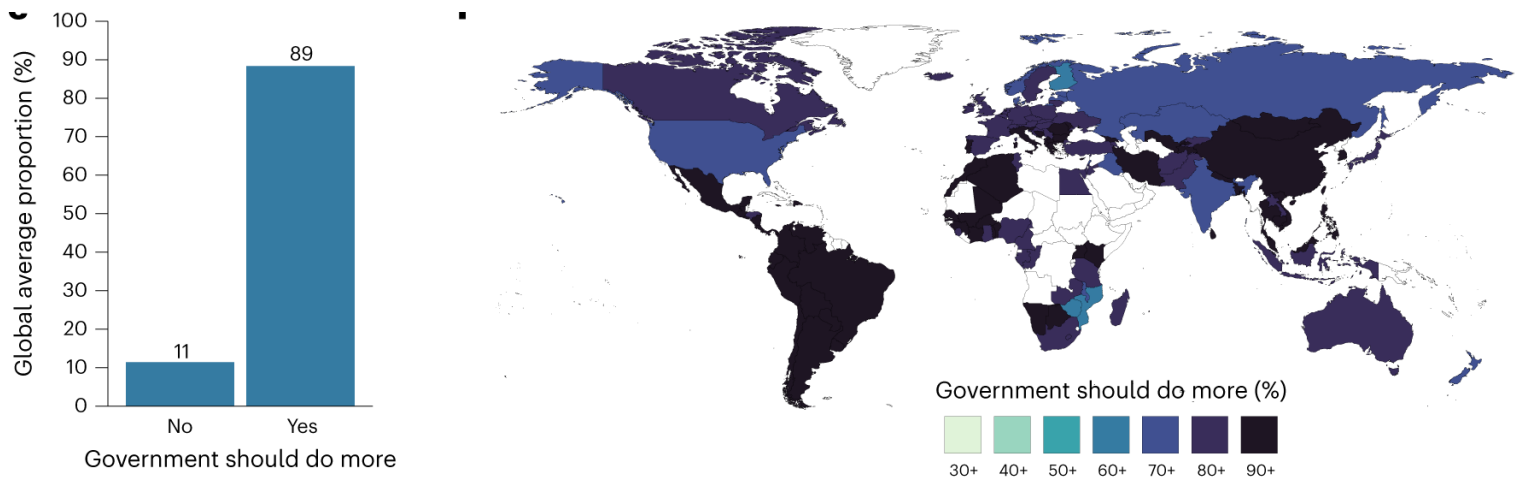 Global average proportion (%)
100
90
80
70
60
50
40
30
20
10
0
11
89
No
Yes
Government should do more
Government should do more (%)
30+ 40+ 50+ 60+ 70+ 80+ 90+